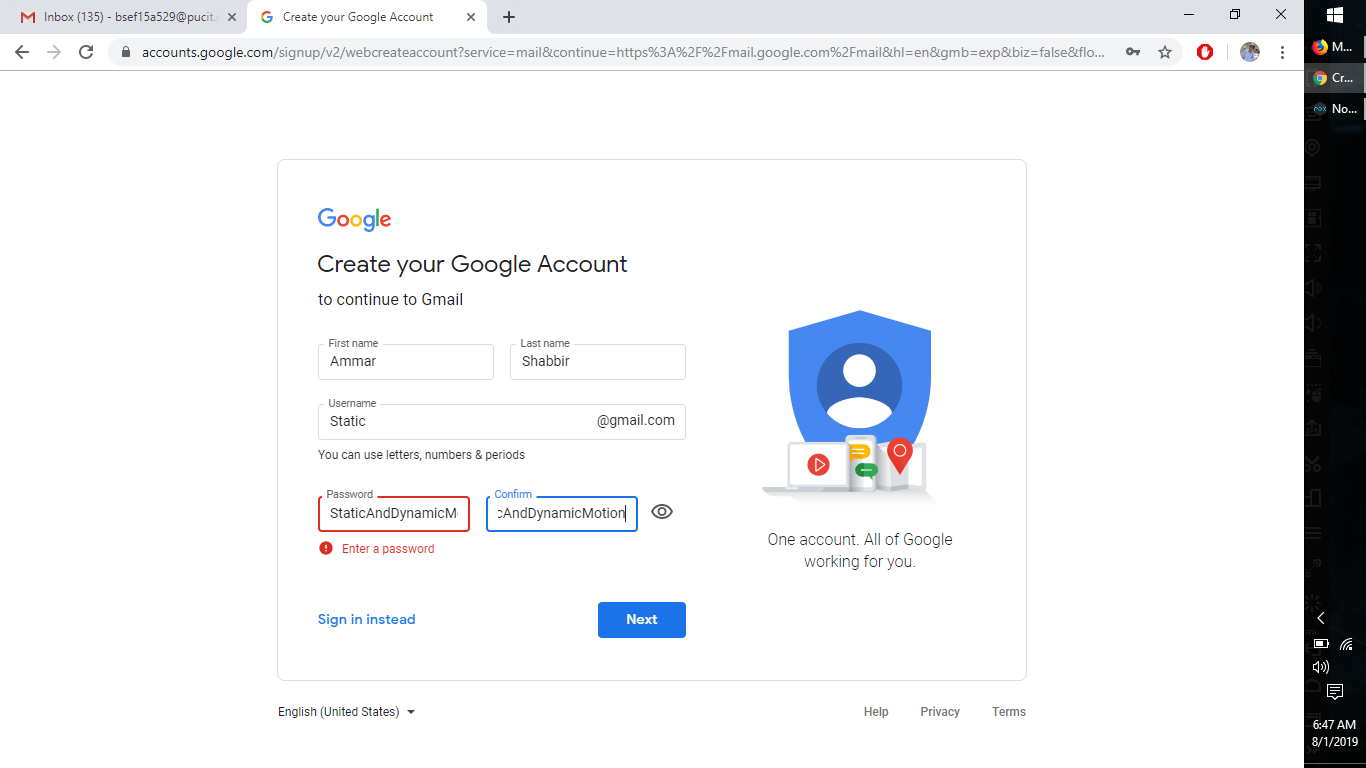 Inbox (135) - bsef15a529@pucit.
Create your Google Account
accounts.google.com/signup/v2/webcreateaccount?service=mail&continue=https%3A%2F%2Fmail.google.com%2Fmail&hl=en&gmb=exp&biz=false&flo...
M...
Cr...
No...
Google
Create your Google Account
to continue to Gmail
First name
Last name
Ammar
Shabbir
Username
Static
@gmail.com
You can use letters, numbers & periods
Password
Confirm
StaticAndDynamicM
cAndDynamicMotion
Enter a password
One account. All of Google
working for you.
Sign in instead
Next
English (United States)
Help
Privacy
Terms
6:47 AM
8/1/2019